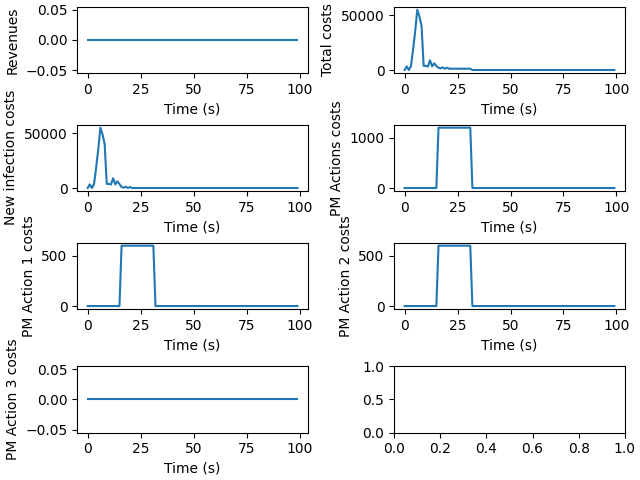 Revenues
0.05
0.00
−0.05
0 25 50 75 100
Time (s)
Total costs
50000
0
0 25 50 75 100
Time (s)
New infection costs
50000
0
0 25 50 75 100
Time (s)
PM Actions costs
1000
0
0 25 50 75 100
Time (s)
PM Action 1 costs
500
0
0 25 50 75 100
Time (s)
PM Action 2 costs
500
0
0 25 50 75 100
Time (s)
PM Action 3 costs
0.05
0.00
−0.05
0 25 50 75 100
Time (s)
1.0
0.5
0.0
0.0 0.2 0.4 0.6 0.8 1.0